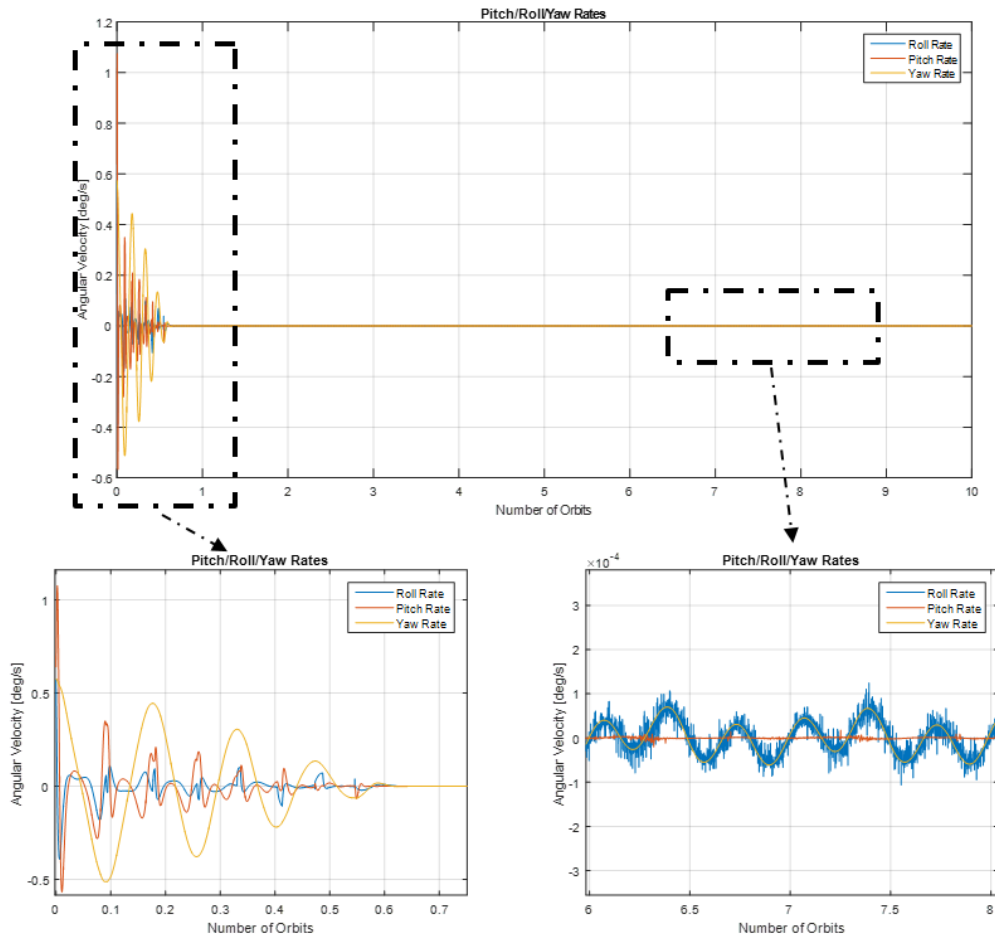 Pitch/Roll/Yaw Rates
Angular Velocity [deg/s]
1.2
1
0.8
0.6
0.4
0.2
0
-0.2
-0.4
-0.6
Roll Rate
Pitch Rate
Yaw Rate
0 1 2 3 4 5 6 7 8 9 10
Number of Orbits
Pitch/Roll/Yaw Rates
Angular Velocity [deg/s]
1
0.5
0
-0.5
Roll Rate
Pitch Rate
Yaw Rate
0 0.1 0.2 0.3 0.4 0.5 0.6 0.7
Number of Orbits
×10⁻⁴
Pitch/Roll/Yaw Rates
Angular Velocity [deg/s]
3
2
1
0
-1
-2
-3
Roll Rate
Pitch Rate
Yaw Rate
6 6.5 7 7.5 8
Number of Orbits